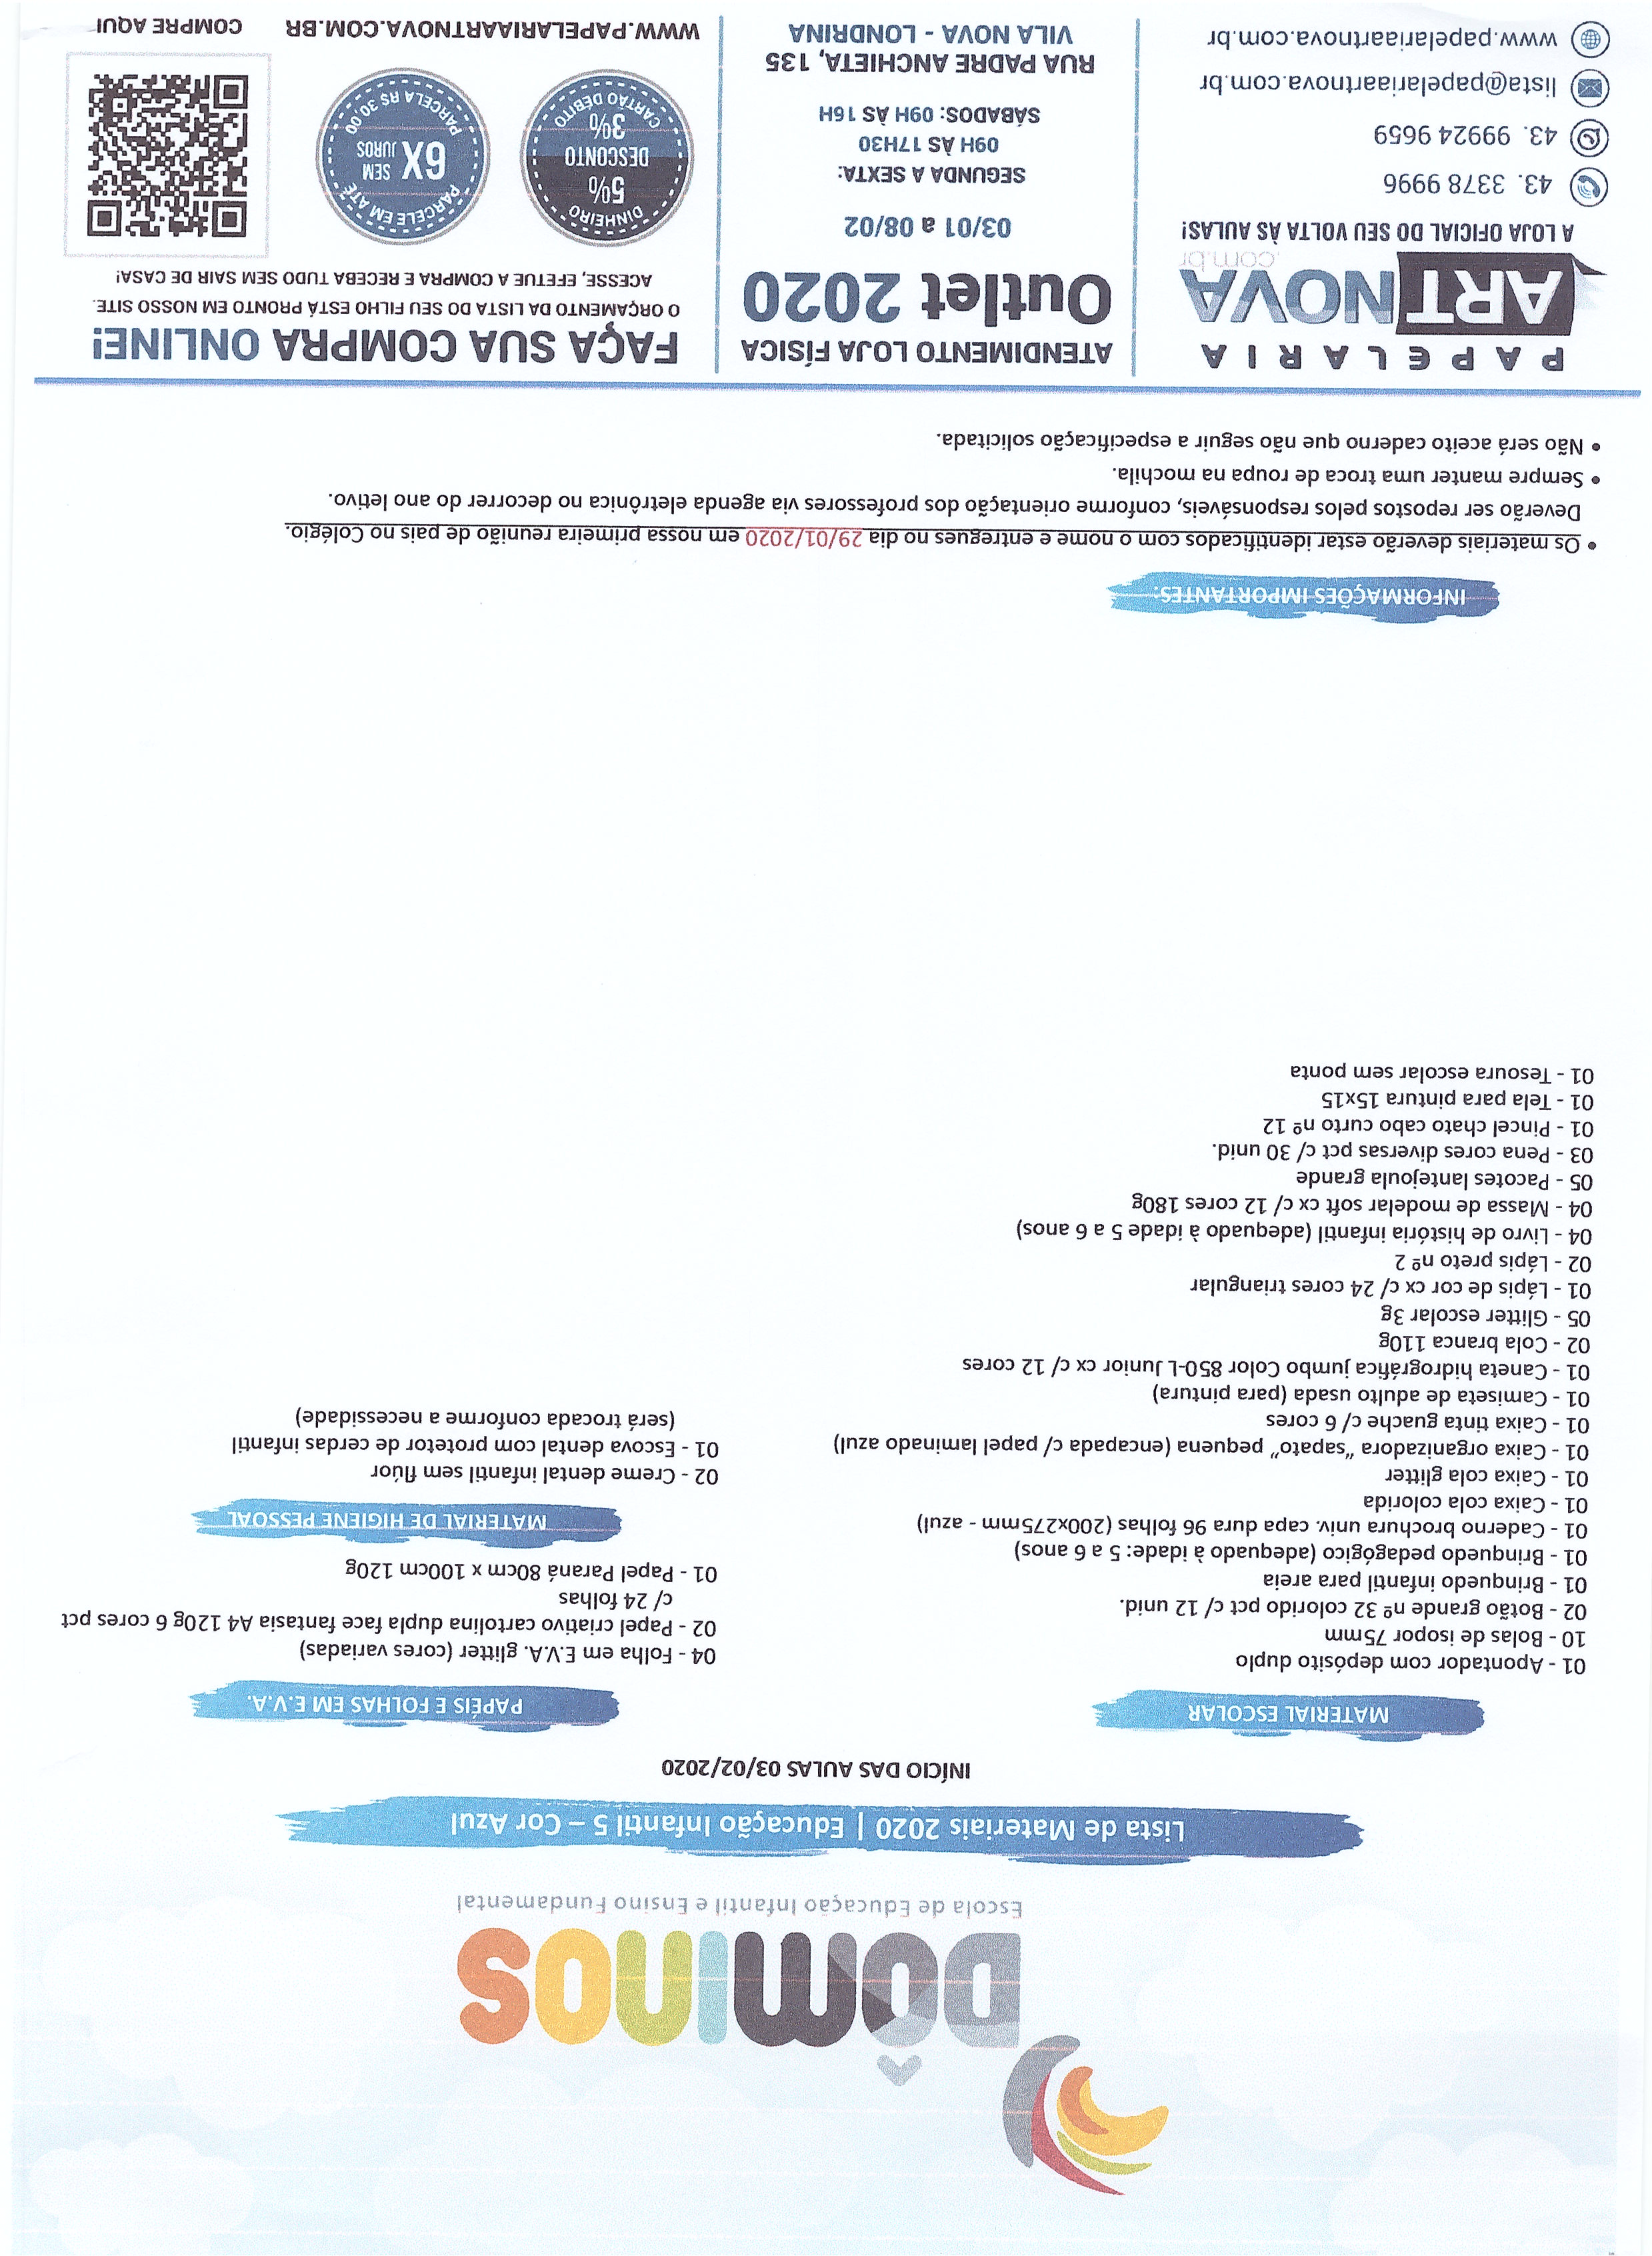 DÔMINOS
Escola de Educação Infantil e Ensino Fundamental
Lista de Materiais 2020 | Educação Infantil 5 – Cor Azul
INÍCIO DAS AULAS 03/02/2020
MATERIAL ESCOLAR
01 - Apontador com depósito duplo
10 - Bolas de isopor 75mm
02 - Botão grande nº 32 colorido pct c/ 12 unid.
01 - Brinquedo infantil para areia
01 - Brinquedo pedagógico (adequado à idade: 5 a 6 anos)
01 - Caderno brochura univ. capa dura 96 folhas (200x275mm - azul)
01 - Caixa cola colorida
01 - Caixa cola glitter
01 - Caixa organizadora “sapato” pequena (encapada c/ papel laminado azul)
01 - Caixa tinta guache c/ 6 cores
01 - Camiseta de adulto usada (para pintura)
01 - Caneta hidrográfica jumbo Color 850-L Junior cx c/ 12 cores
02 - Cola branca 110g
05 - Glitter escolar 3g
01 - Lápis de cor cx c/ 24 cores triangular
02 - Lápis preto nº 2
04 - Livro de história infantil (adequado à idade 5 a 6 anos)
04 - Massa de modelar soft cx c/ 12 cores 180g
05 - Pacotes lantejoula grande
03 - Pena cores diversas pct c/ 30 unid.
01 - Pincel chato cabo curto nº 12
01 - Tela para pintura 15x15
01 - Tesoura escolar sem ponta
PAPÉIS E FOLHAS EM E.V.A.
04 - Folha em E.V.A. glitter (cores variadas)
02 - Papel criativo cartolina dupla face fantasia A4 120g 6 cores pct
c/ 24 folhas
01 - Papel Paraná 80cm x 100cm 120g
MATERIAL DE HIGIENE PESSOAL
02 - Creme dental infantil sem flúor
01 - Escova dental com protetor de cerdas infantil
(será trocada conforme a necessidade)
INFORMAÇÕES IMPORTANTES:
• Os materiais deverão estar identificados com o nome e entregues no dia 29/01/2020 em nossa primeira reunião de pais no Colégio.
Deverão ser repostos pelos responsáveis, conforme orientação dos professores via agenda eletrônica no decorrer do ano letivo.
• Sempre manter uma troca de roupa na mochila.
• Não será aceito caderno que não seguir a especificação solicitada.
PAPELARIA
ARTNOVA
.com.br
A LOJA OFICIAL DO SEU VOLTA ÀS AULAS!
43. 3378 9996
43. 99924 9659
lista@papelariaartnova.com.br
www.papelariaartnova.com.br
ATENDIMENTO LOJA FÍSICA
Outlet 2020
03/01 a 08/02
SEGUNDA A SEXTA:
09H ÀS 17H30
SÁBADOS: 09H ÀS 16H
RUA PADRE ANCHIETA, 135
VILA NOVA - LONDRINA
FAÇA SUA COMPRA ONLINE!
O ORÇAMENTO DA LISTA DO SEU FILHO ESTÁ PRONTO EM NOSSO SITE.
ACESSE, EFETUE A COMPRA E RECEBA TUDO SEM SAIR DE CASA!
DINHEIRO
5%
DESCONTO
3%
CARTÃO DÉBITO
PARCELE EM ATÉ
6X SEM
JUROS
PARCELA R$ 30,00
WWW.PAPELARIAARTNOVA.COM.BR
COMPRE AQUI